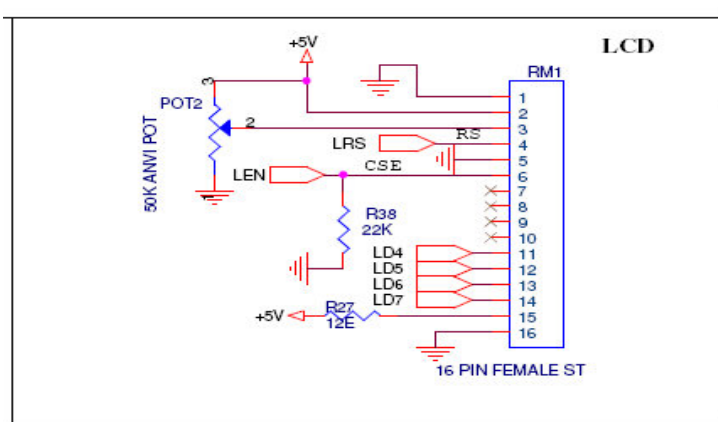 LCD
+5V
RM1
3
POT2
2
50K ANVI POT
1
LRS
RS
LEN
CSE
R38
22K
LD4
LD5
LD6
LD7
+5V
R27
12E
1
2
3
4
5
6
7
8
9
10
11
12
13
14
15
16
16 PIN FEMALE ST